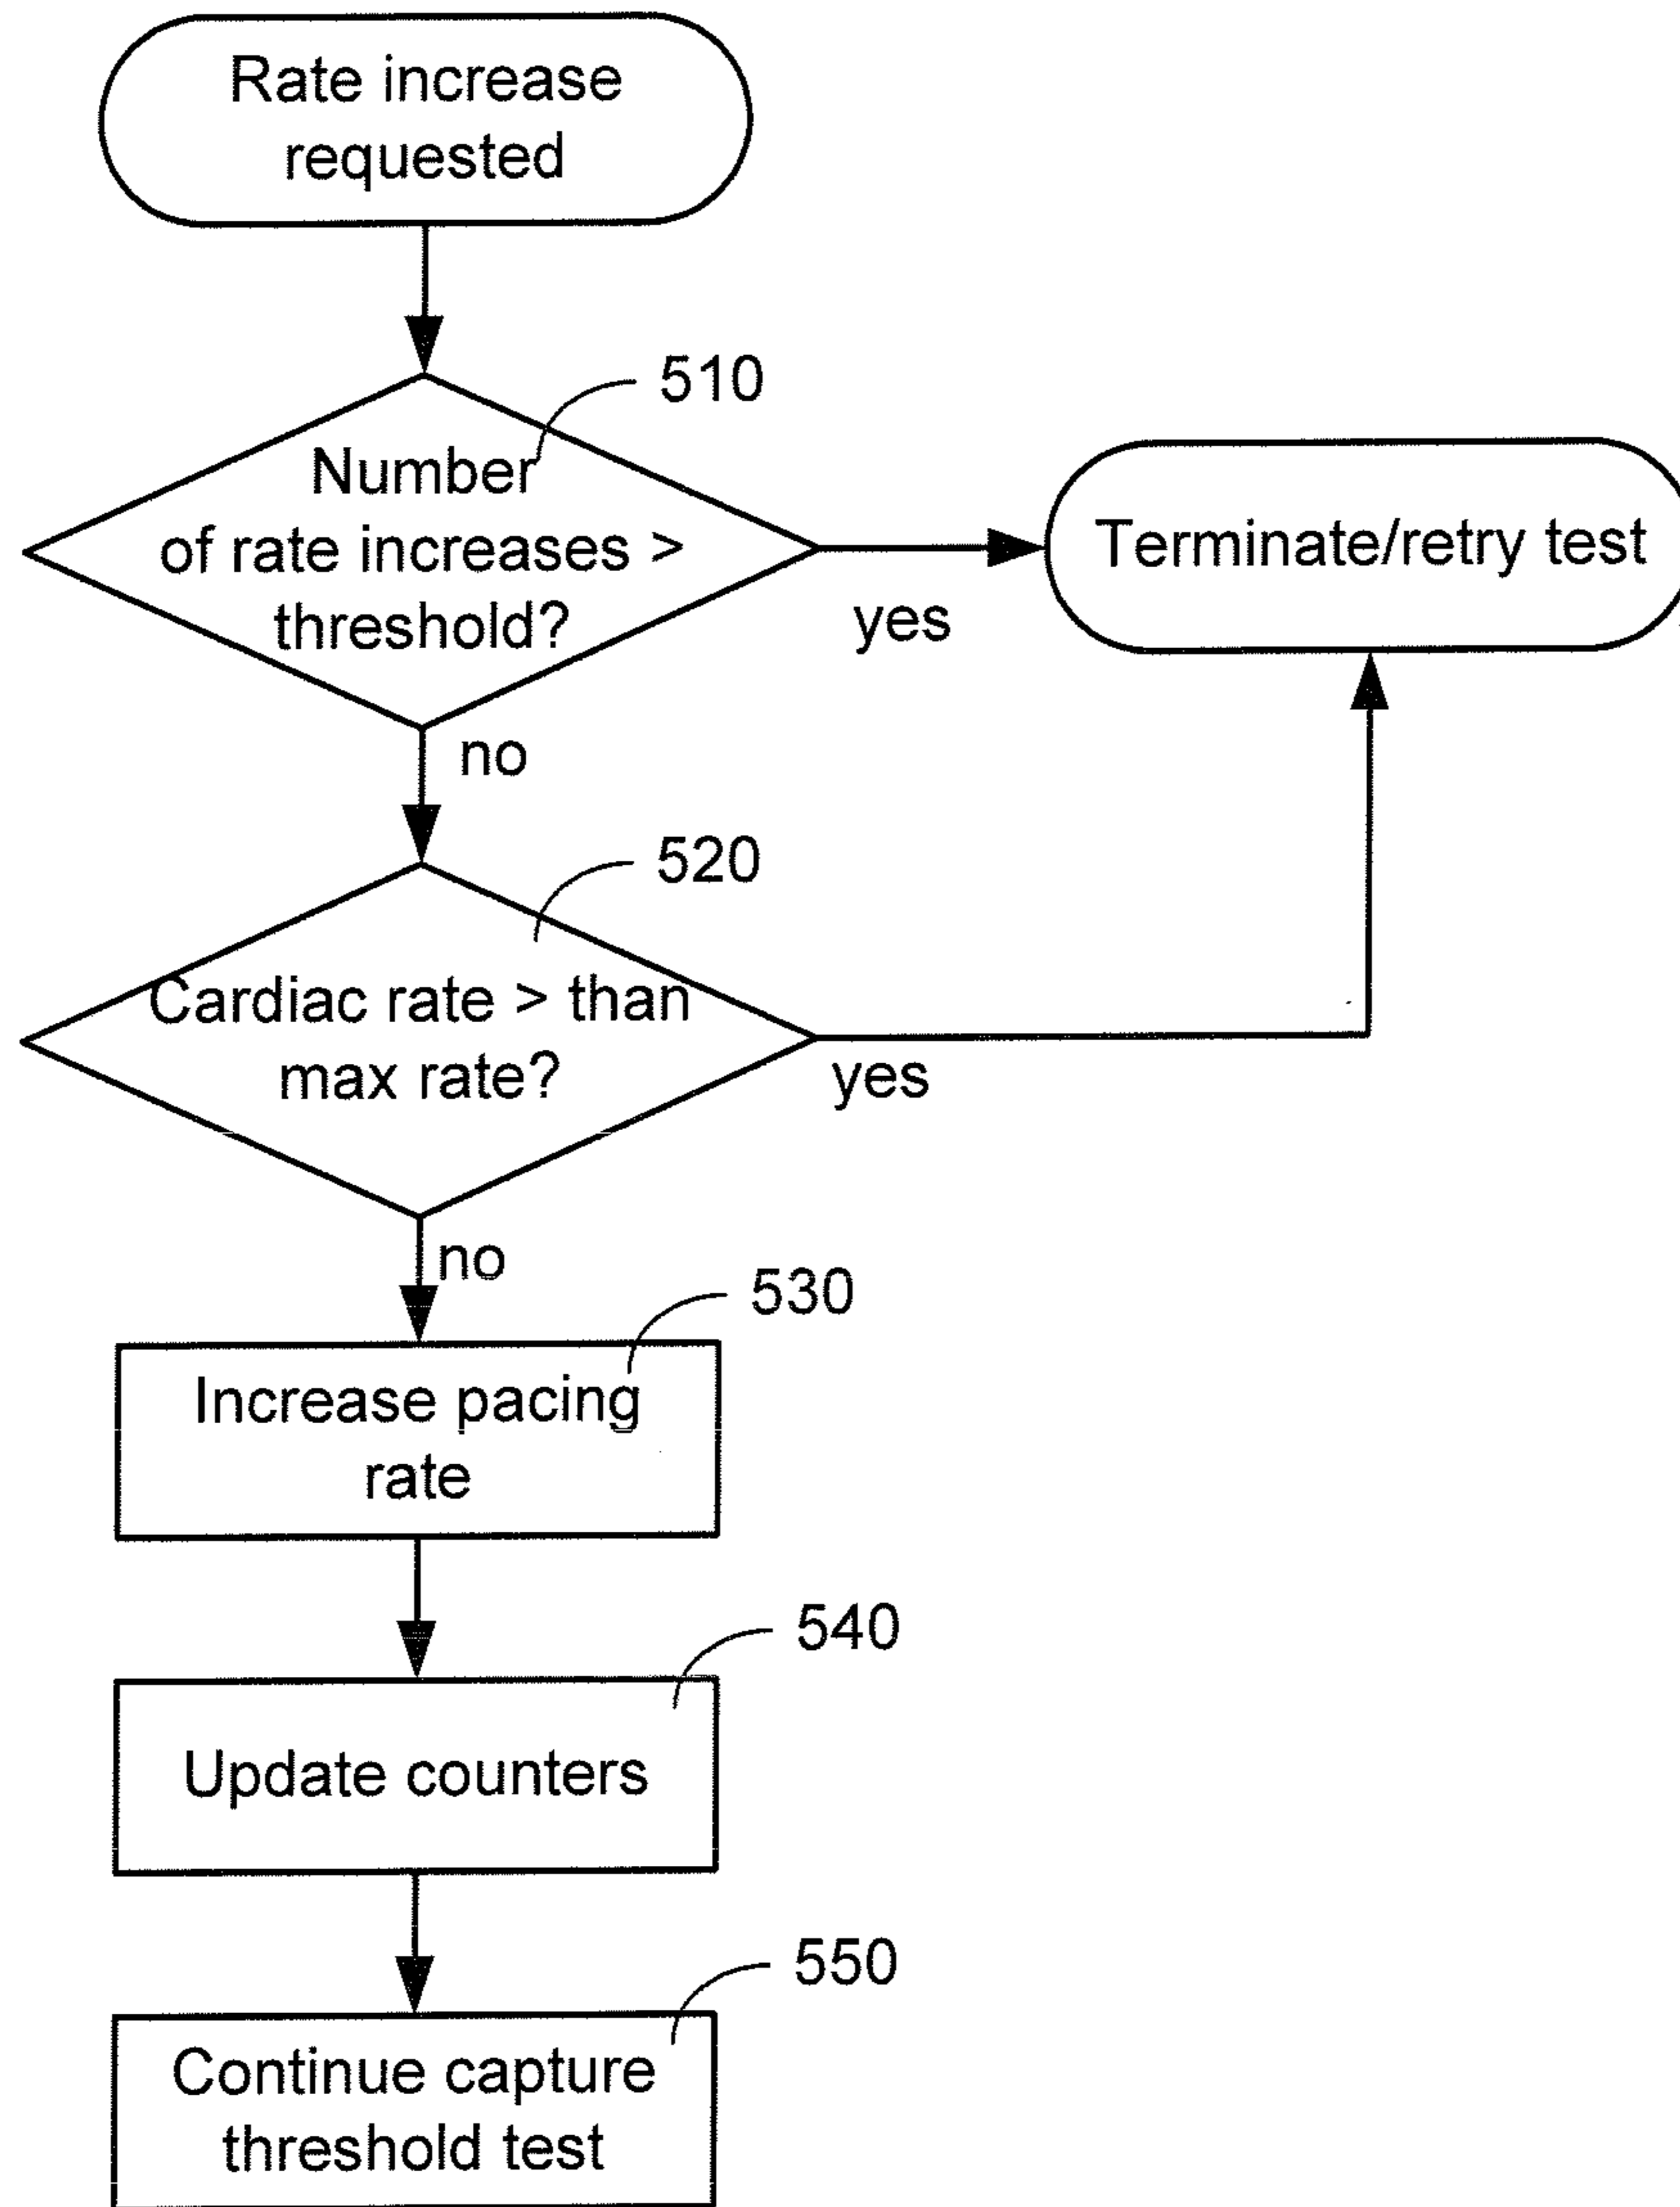 Rate increase
requested
510
Number
of rate increases >
threshold?
yes
Terminate/retry test
no
520
Cardiac rate > than
max rate?
yes
no
530
Increase pacing
rate
540
Update counters
550
Continue capture
threshold test